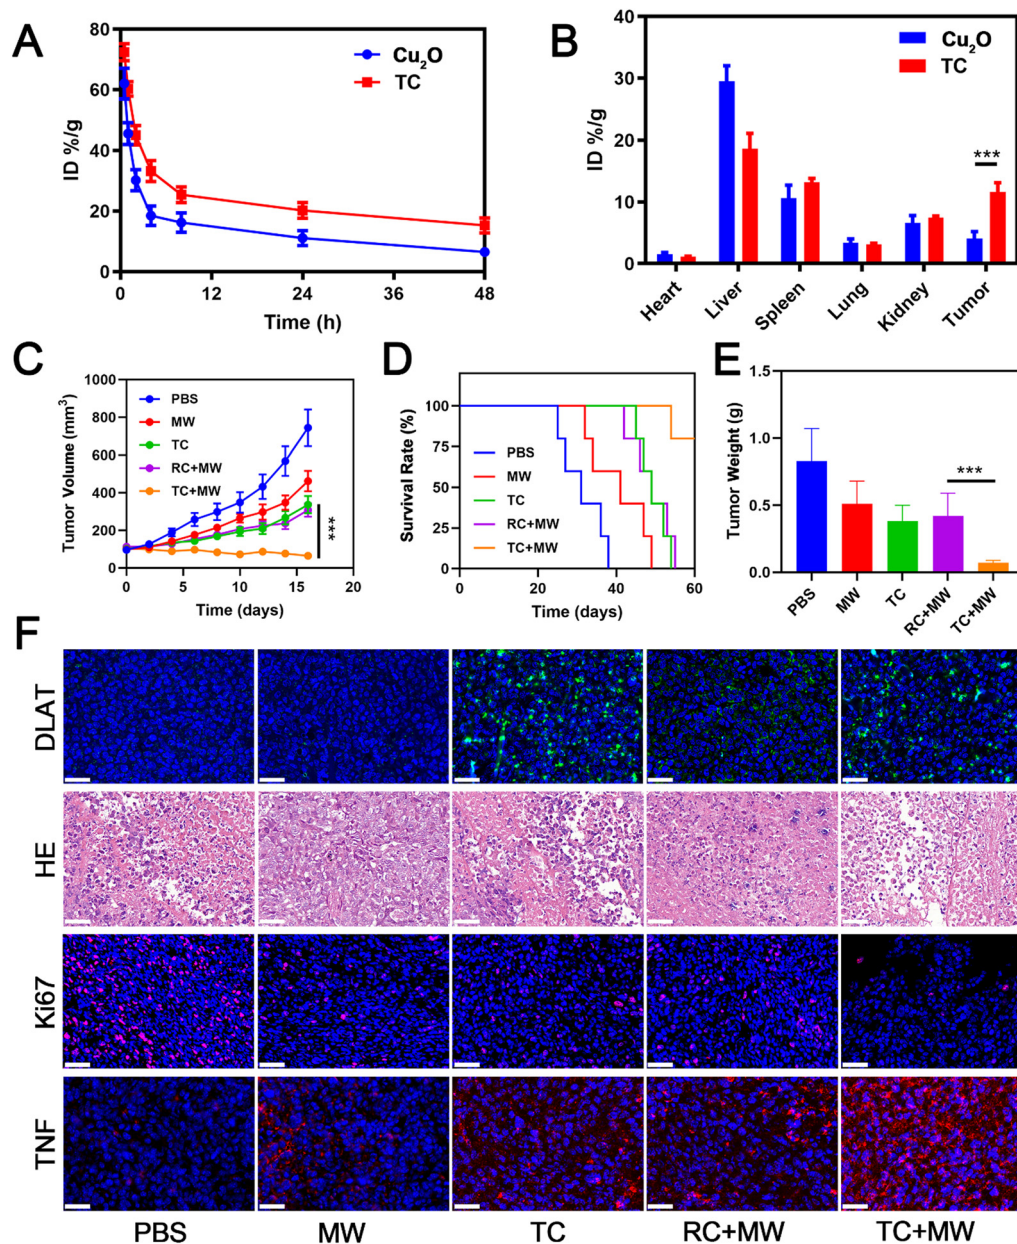 A
80
60
40
20
0
ID %/g
Cu2O
TC
0 12 24 36 48
Time (h)
B
40
30
20
10
0
ID %/g
Cu2O
TC
***
Heart Liver Spleen Lung Kidney Tumor
C
1000
800
600
400
200
0
Tumor Volume (mm3)
PBS
MW
TC
RC+MW
TC+MW
***
0 5 10 15 20
Time (days)
D
100
75
50
25
0
Survival Rate (%)
PBS
MW
TC
RC+MW
TC+MW
0 20 40 60
Time (days)
E
1.5
1.0
0.5
0.0
Tumor Weight (g)
***
PBS MW TC RC+MW TC+MW
F
DLAT
HE
Ki67
TNF
PBS MW TC RC+MW TC+MW